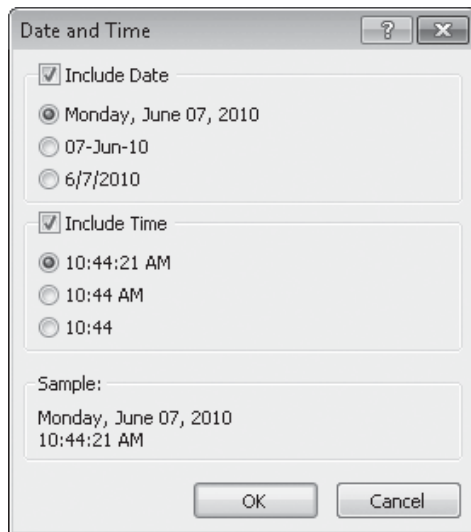 Date and Time
Include Date
Monday, June 07, 2010
07-Jun-10
6/7/2010
Include Time
10:44:21 AM
10:44 AM
10:44
Sample:
Monday, June 07, 2010
10:44:21 AM
OK Cancel